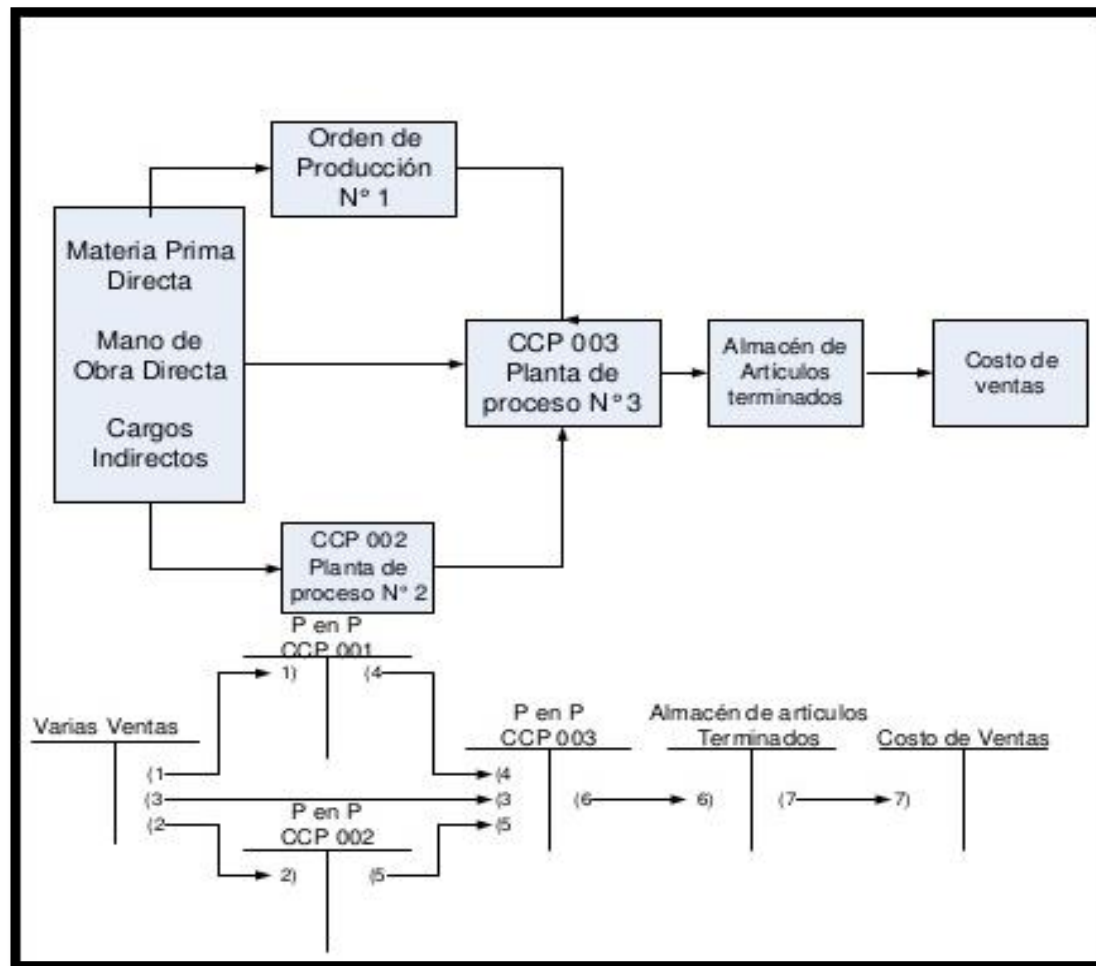 Orden de
Producción
N° 1
Materia Prima
Directa
Mano de
Obra Directa
Cargos
Indirectos
CCP 003
Planta de
proceso N° 3
Almacén de
Artículos
terminados
Costo de
ventas
CCP 002
Planta de
proceso N° 2
P en P
CCP 001
1) (4
Varias Ventas
(1
(3
(2
P en P
CCP 002
2) (5
P en P
CCP 003
(4
(3
(5
(6
Almacén de artículos
Terminados
6) (7
Costo de Ventas
7)